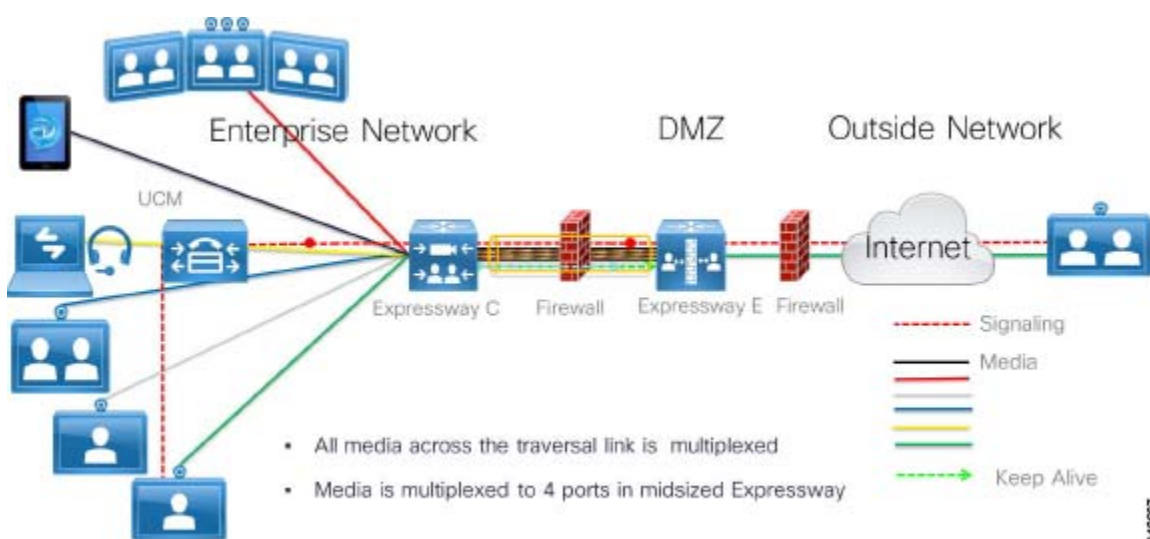 Enterprise Network
DMZ
Outside Network
UCM
Internet
Expressway C
Firewall
Expressway E
Firewall
Signaling
Media
• All media across the traversal link is multiplexed
• Media is multiplexed to 4 ports in midsized Expressway
Keep Alive